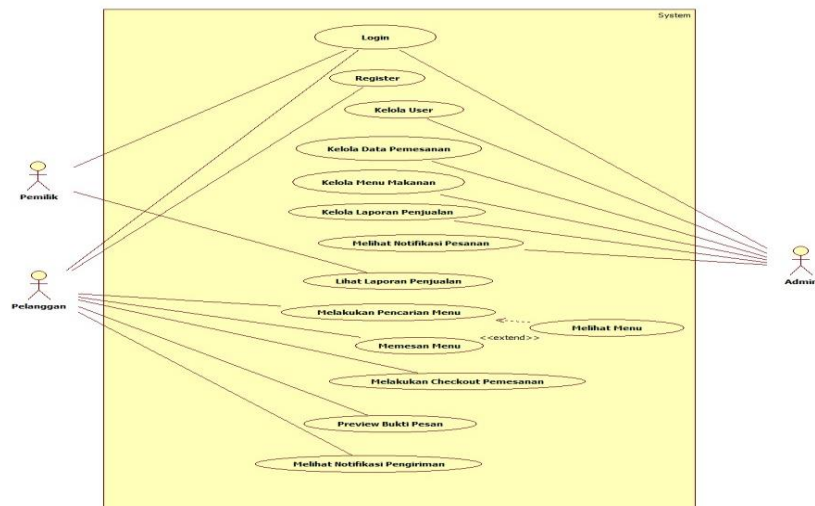 System
Login
Register
Kelola User
Kelola Data Pemesanan
Kelola Menu Makanan
Pemilik
Kelola Laporan Penjualan
Melihat Notifikasi Pesanan
Lihat Laporan Penjualan
Admin
Pelanggan
Melakukan Pencarian Menu
Melihat Menu
<<extend>>
Memesan Menu
Melakukan Checkout Pemesanan
Preview Bukti Pesan
Melihat Notifikasi Pengiriman